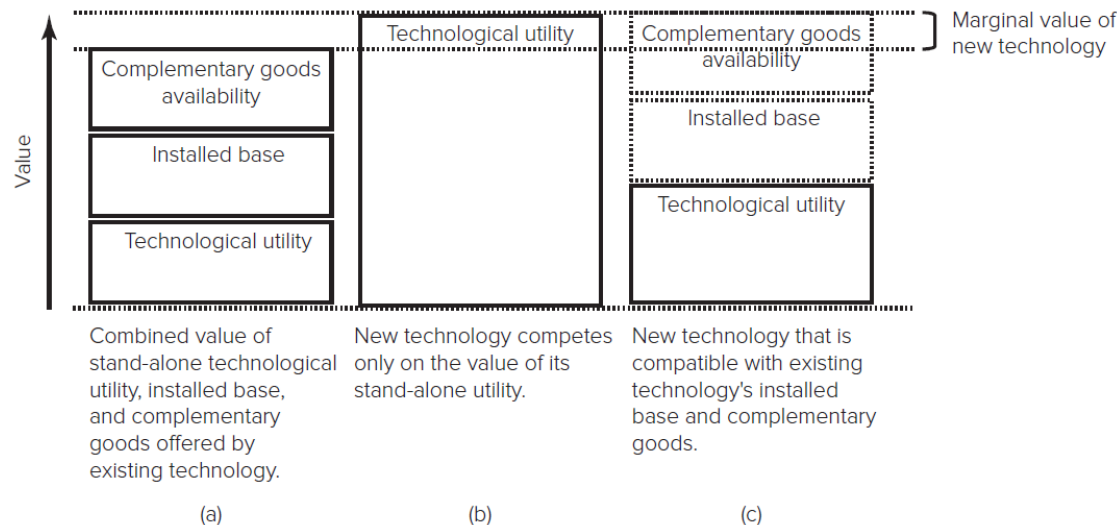 Value
Complementary goods
availability
Installed base
Technological utility
Technological utility
Complementary goods
availability
Installed base
Technological utility
Marginal value of
new technology
Combined value of
stand-alone technological
utility, installed base,
and complementary
goods offered by
existing technology.
(a)
New technology competes
only on the value of its
stand-alone utility.
(b)
New technology that is
compatible with existing
technology's installed
base and complementary
goods.
(c)